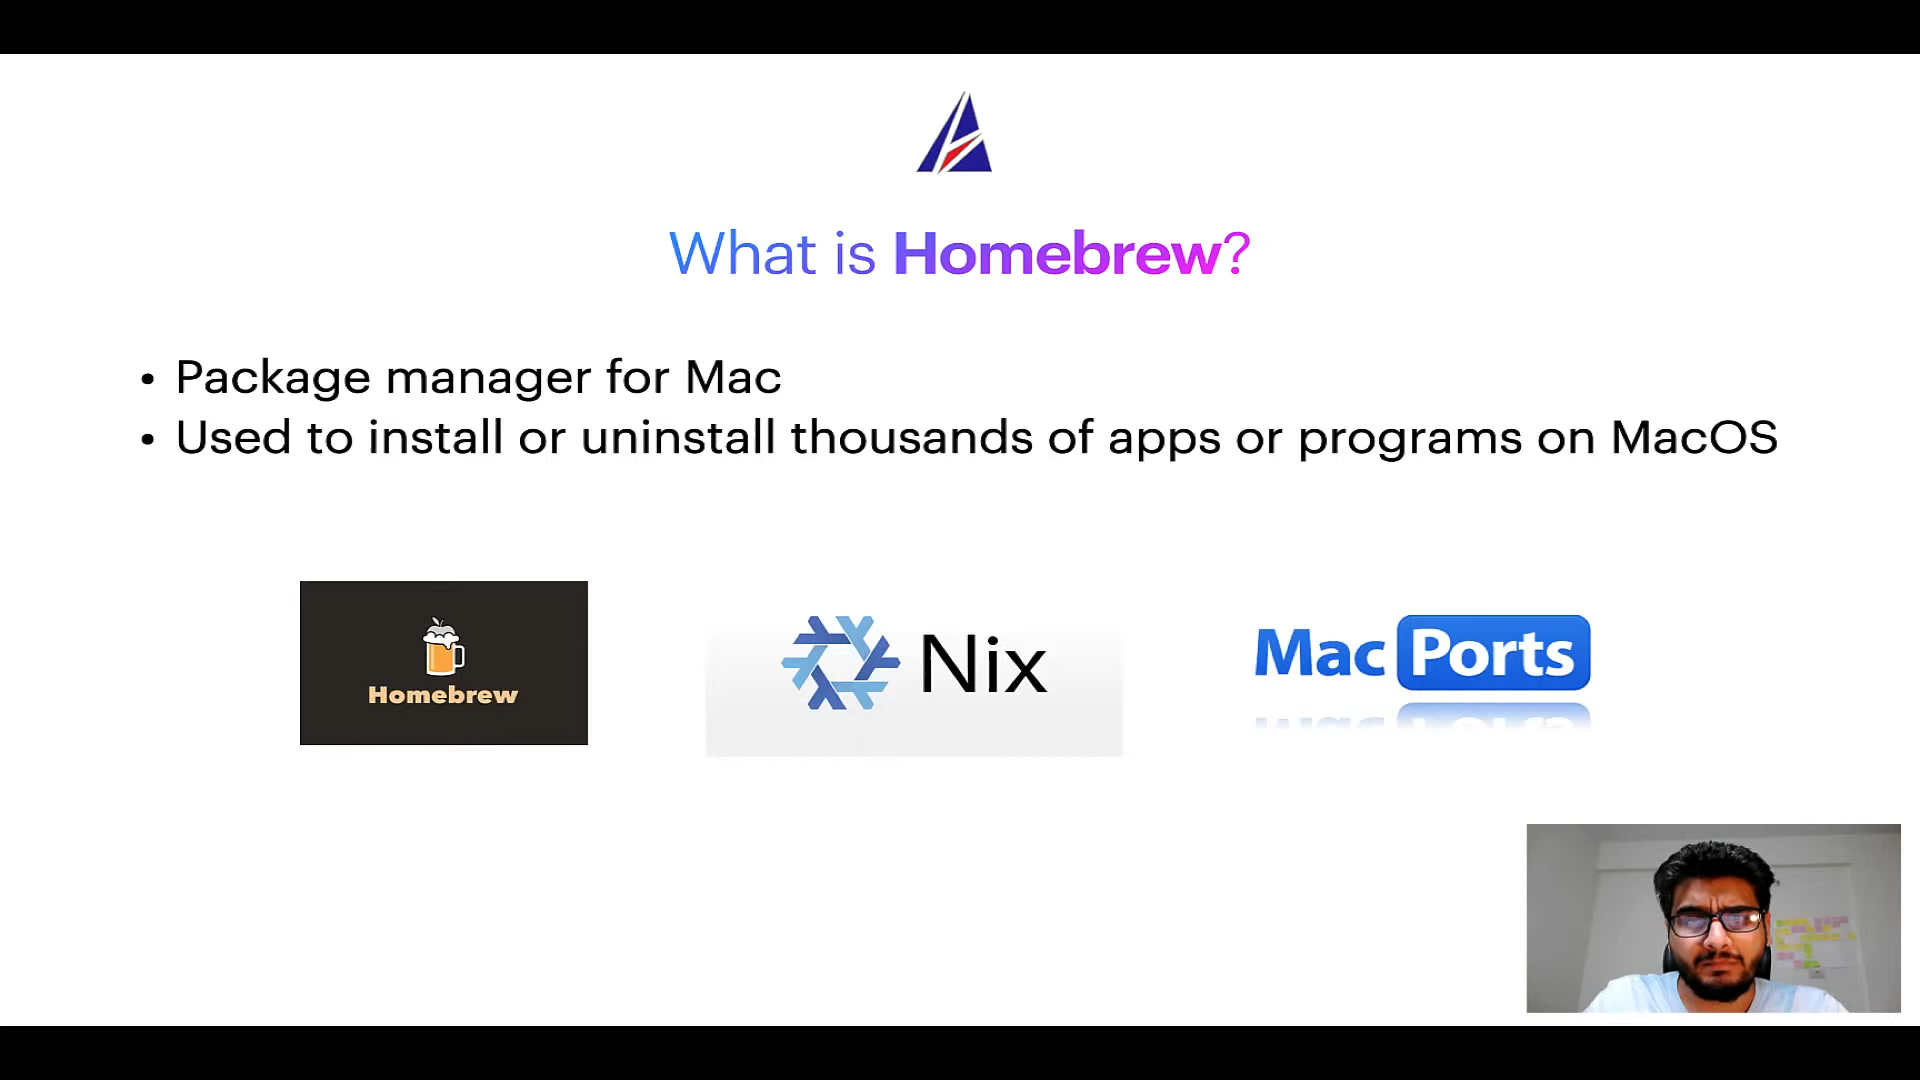 What is Homebrew?
• Package manager for Mac
• Used to install or uninstall thousands of apps or programs on MacOS
Homebrew
Nix
Mac Ports